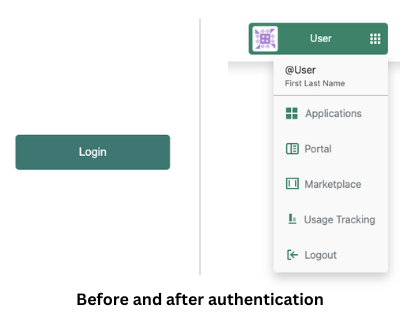 Login
User
@User
First Last Name
Applications
Portal
Marketplace
Usage Tracking
Logout
Before and after authentication